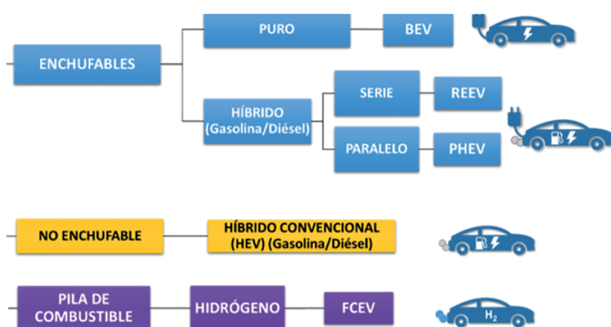 PURO
BEV
ENCHUFABLES
SERIE
REEV
HÍBRIDO
(Gasolina/Diésel)
PARALELO
PHEV
NO ENCHUFABLE
HÍBRIDO CONVENCIONAL
(HEV) (Gasolina/Diésel)
PILA DE
COMBUSTIBLE
HIDRÓGENO
FCEV
H₂